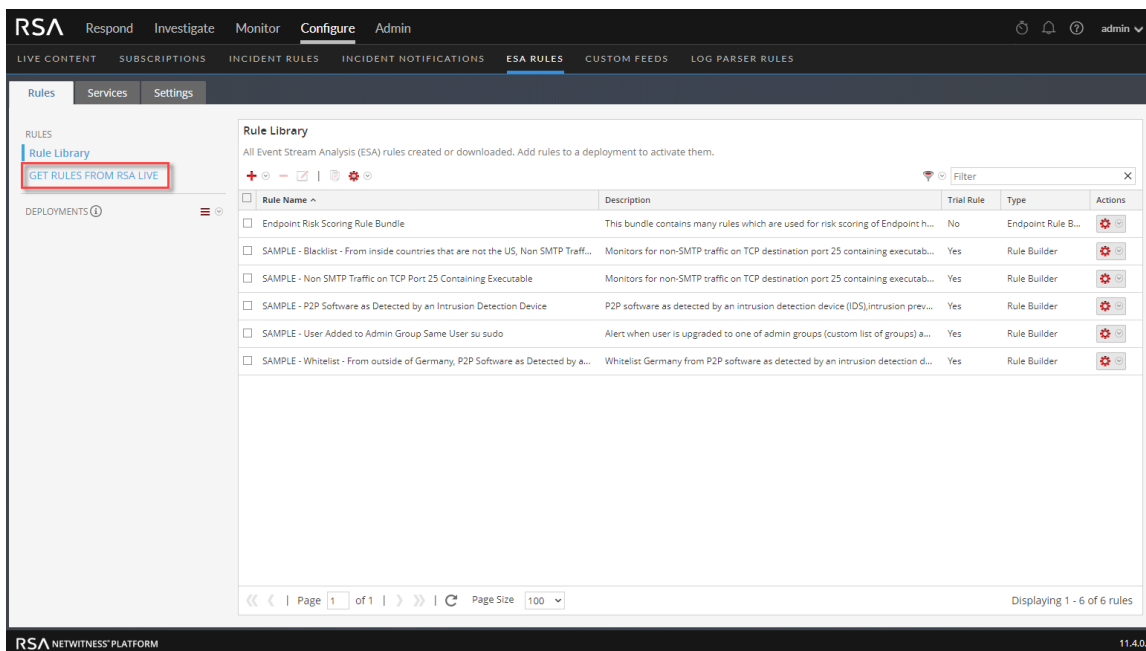 RSA Respond Investigate Monitor Configure Admin admin
LIVE CONTENT SUBSCRIPTIONS INCIDENT RULES INCIDENT NOTIFICATIONS ESA RULES CUSTOM FEEDS LOG PARSER RULES
Rules Services Settings
RULES
Rule Library
GET RULES FROM RSA LIVE
DEPLOYMENTS
Rule Library
All Event Stream Analysis (ESA) rules created or downloaded. Add rules to a deployment to activate them.
Filter
Rule Name Description Trial Rule Type Actions
Endpoint Risk Scoring Rule Bundle This bundle contains many rules which are used for risk scoring of Endpoint h... No Endpoint Rule B...
SAMPLE - Blacklist - From inside countries that are not the US, Non SMTP Traff... Monitors for non-SMTP traffic on TCP destination port 25 containing executab... Yes Rule Builder
SAMPLE - Non SMTP Traffic on TCP Port 25 Containing Executable Monitors for non-SMTP traffic on TCP destination port 25 containing executab... Yes Rule Builder
SAMPLE - P2P Software as Detected by an Intrusion Detection Device P2P software as detected by an intrusion detection device (IDS),intrusion prev... Yes Rule Builder
SAMPLE - User Added to Admin Group Same User su sudo Alert when user is upgraded to one of admin groups (custom list of groups) a... Yes Rule Builder
SAMPLE - Whitelist - From outside of Germany, P2P Software as Detected by a... Whitelist Germany from P2P software as detected by an intrusion detection d... Yes Rule Builder
Page 1 of 1 Page Size 100 Displaying 1 - 6 of 6 rules
RSA NETWITNESS® PLATFORM 11.4.0.